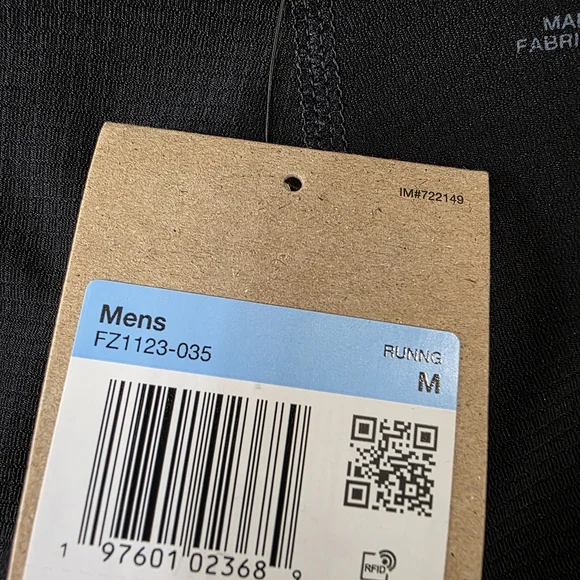 MA
FABRI
IM#722149
Mens
FZ1123-035
RUNNG
M
1 97601 02368 9
RFID